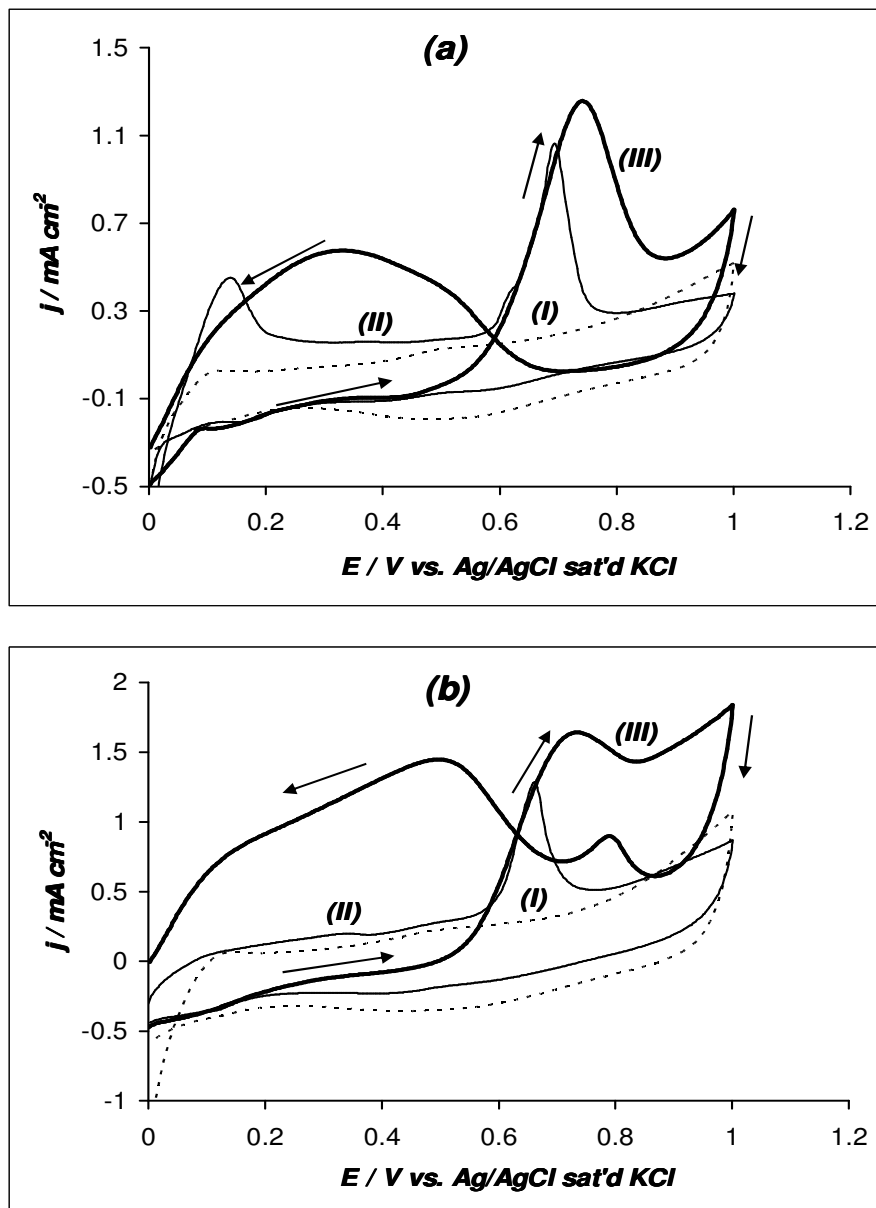 (a)
1.5
1.1
0.7
0.3
-0.1
-0.5
j / mA cm-2
(III)
(I)
(II)
0 0.2 0.4 0.6 0.8 1 1.2
E / V vs. Ag/AgCl sat'd KCl
(b)
2
1.5
1
0.5
0
-0.5
-1
j / mA cm-2
(III)
(II)
(I)
0 0.2 0.4 0.6 0.8 1 1.2
E / V vs. Ag/AgCl sat'd KCl